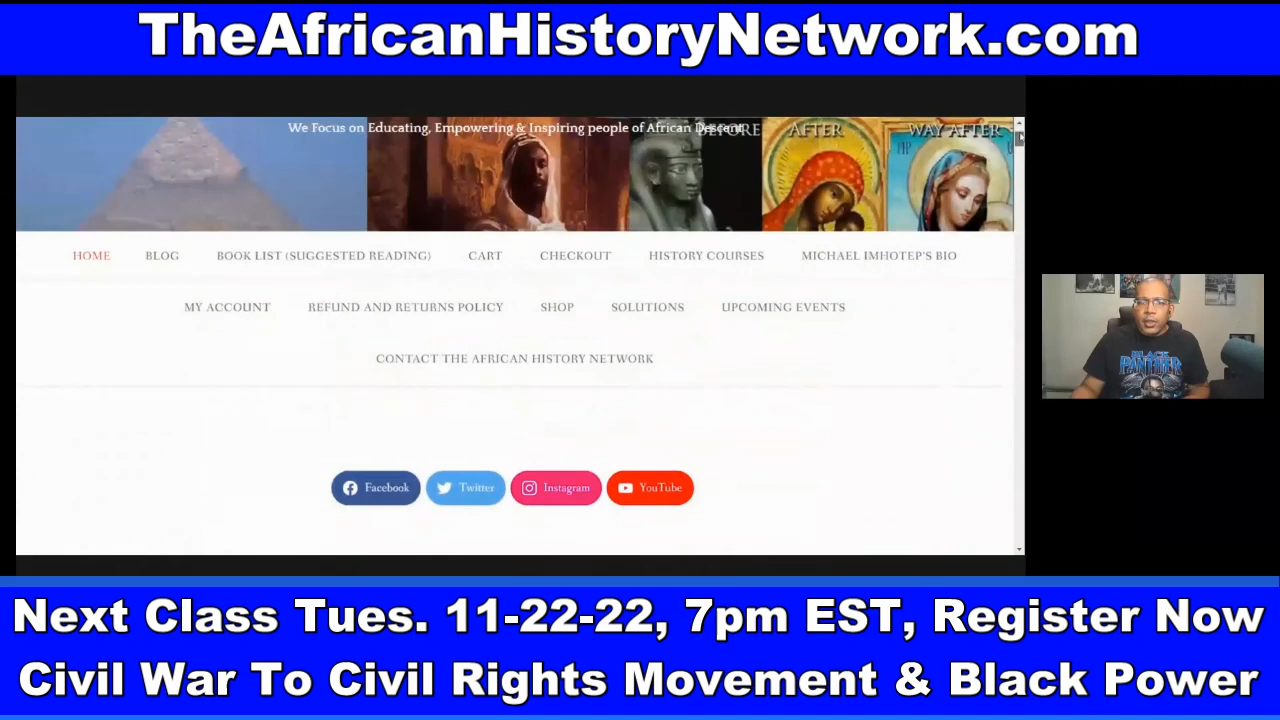 TheAfricanHistoryNetwork.com
We Focus on Educating, Empowering & Inspiring people of African Descent
BEFORE AFTER WAY AFTER
HOME BLOG BOOK LIST (SUGGESTED READING) CART CHECKOUT HISTORY COURSES MICHAEL IMHOTEP'S BIO
MY ACCOUNT REFUND AND RETURNS POLICY SHOP SOLUTIONS UPCOMING EVENTS
CONTACT THE AFRICAN HISTORY NETWORK
Facebook Twitter Instagram YouTube
BLACK
PANTHER
Next Class Tues. 11-22-22, 7pm EST, Register Now
Civil War To Civil Rights Movement & Black Power